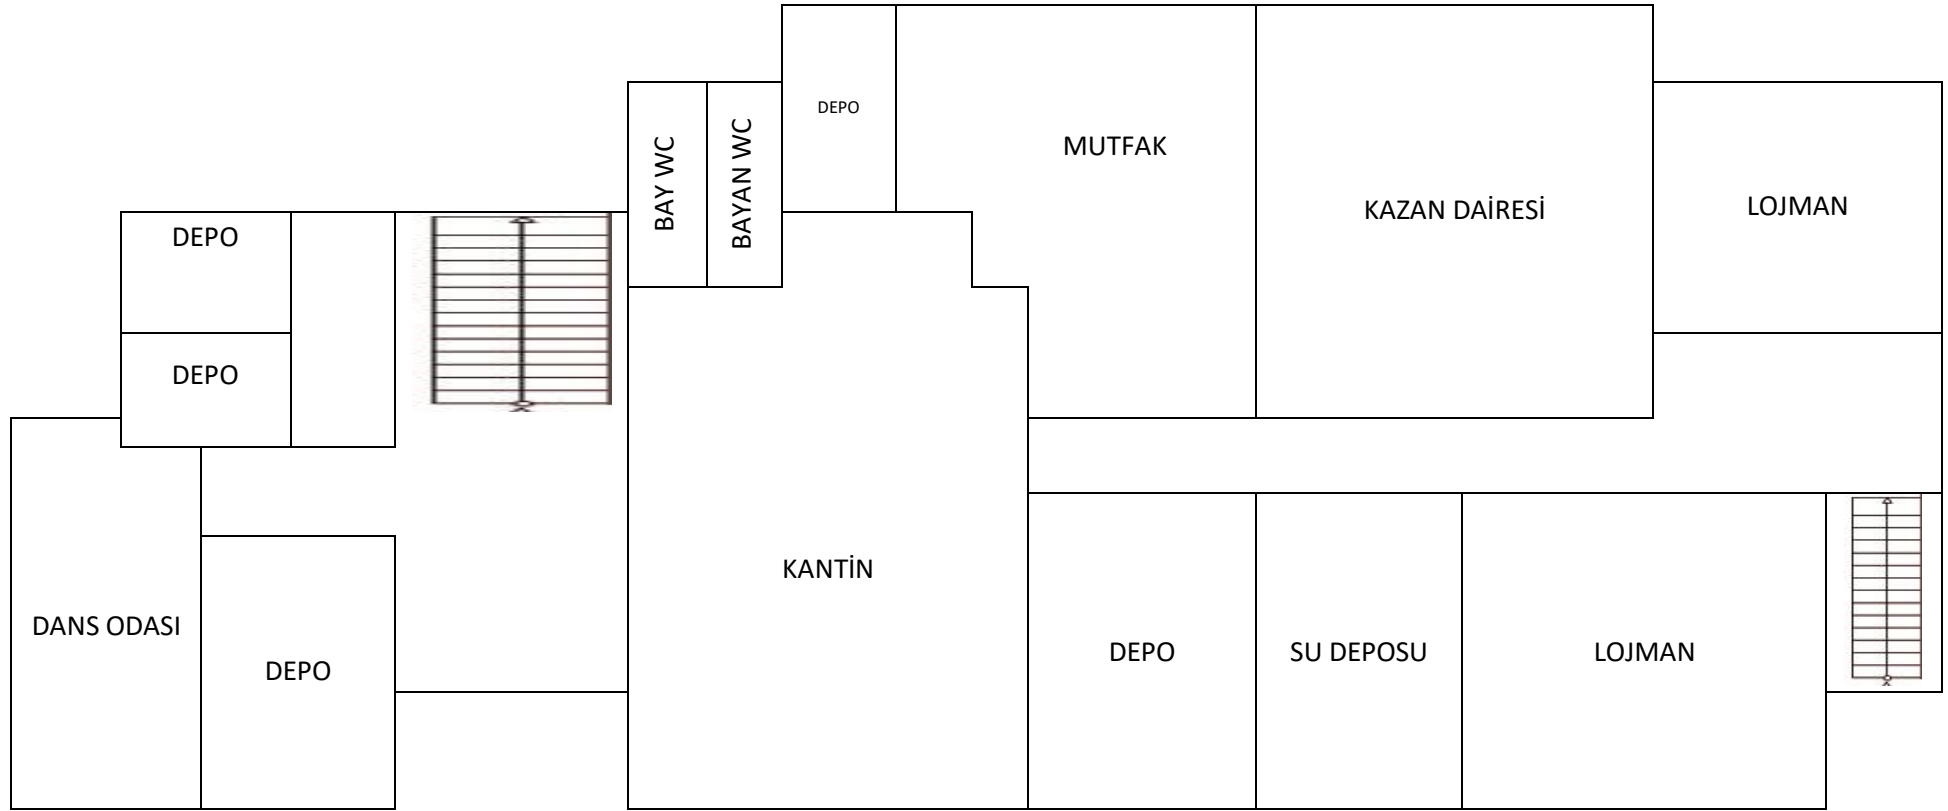 DEPO
MUTFAK
BAY WC
BAYAN WC
KAZAN DAİRESİ
LOJMAN
DEPO
DEPO
KANTİN
DANS ODASI
DEPO
DEPO
SU DEPOSU
LOJMAN